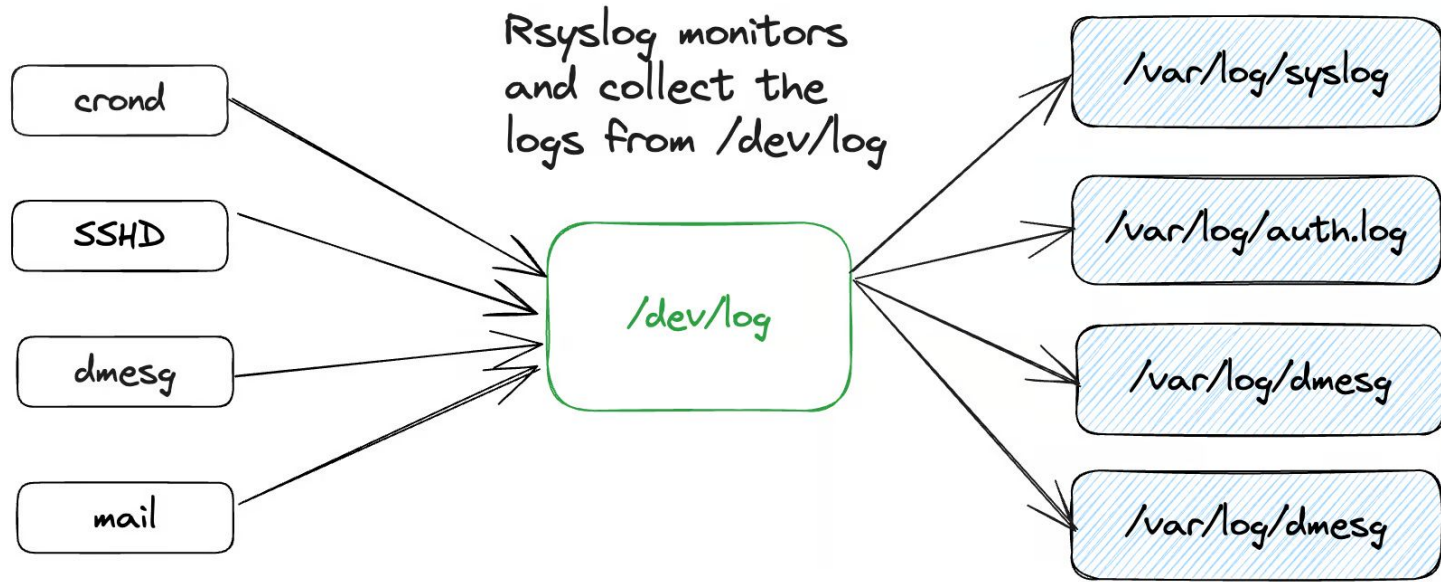 Rsyslog monitors
and collect the
logs from /dev/log
crond
SSHD
dmesg
mail
/dev/log
/var/log/syslog
/var/log/auth.log
/var/log/dmesg
/var/log/dmesg